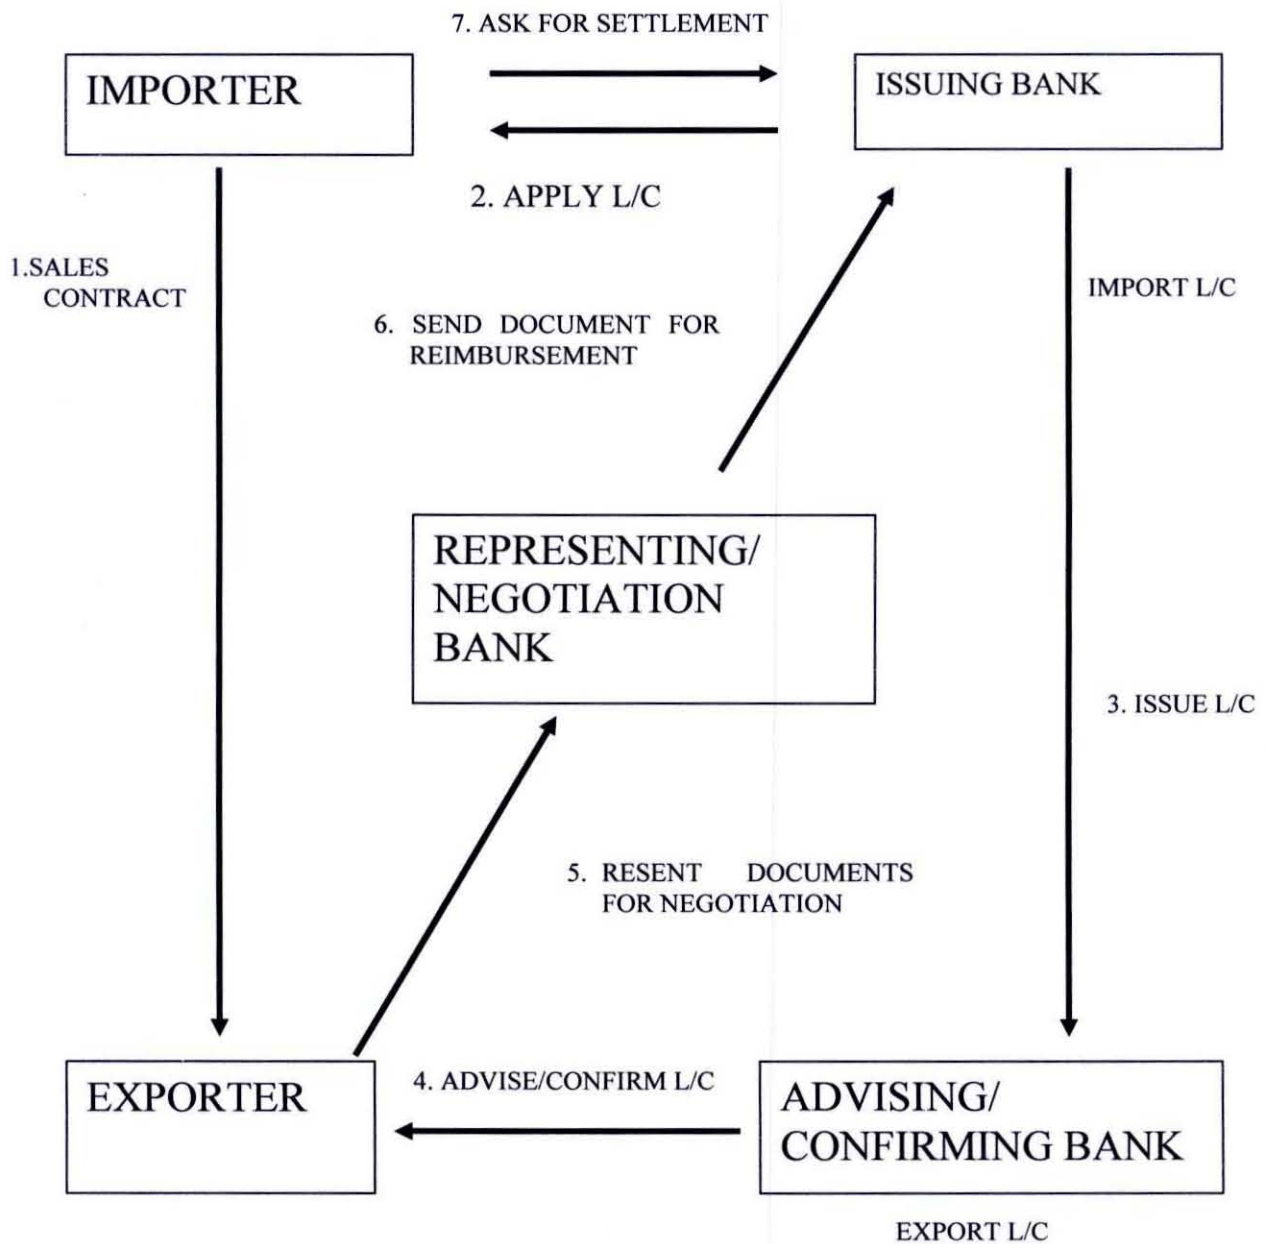 7. ASK FOR SETTLEMENT
IMPORTER
ISSUING BANK
2. APPLY L/C
1.SALES
CONTRACT
IMPORT L/C
6. SEND DOCUMENT FOR
REIMBURSEMENT
REPRESENTING/
NEGOTIATION
BANK
3. ISSUE L/C
5. RESENT DOCUMENTS
FOR NEGOTIATION
EXPORTER
4. ADVISE/CONFIRM L/C
ADVISING/
CONFIRMING BANK
EXPORT L/C